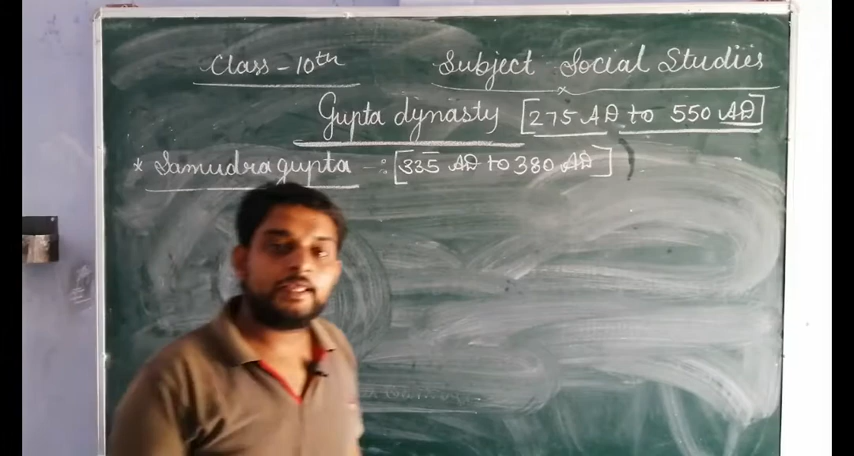 Class - 10th Subject - Social Studies
Gupta dynasty [275 AD to 550 AD]
* Samudragupta -: [335 AD to 380 AD]